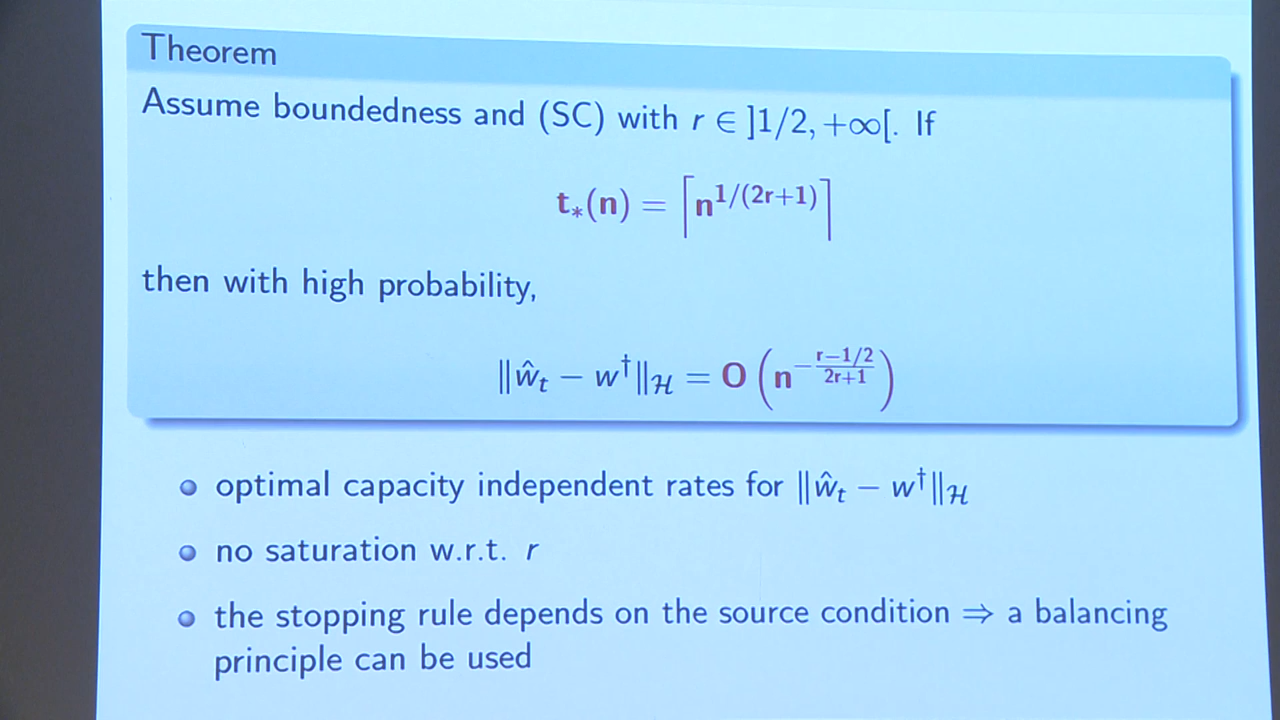 Theorem
Assume boundedness and (SC) with r ∈ ]1/2, +∞[. If
t∗(n) = ⌈n^{1/(2r+1)}⌉
then with high probability,
‖ŵ_t − w^†‖_ℋ = O(n^{−\frac{r−1/2}{2r+1}})
optimal capacity independent rates for ‖ŵ_t − w^†‖_ℋ
no saturation w.r.t. r
the stopping rule depends on the source condition ⇒ a balancing
principle can be used